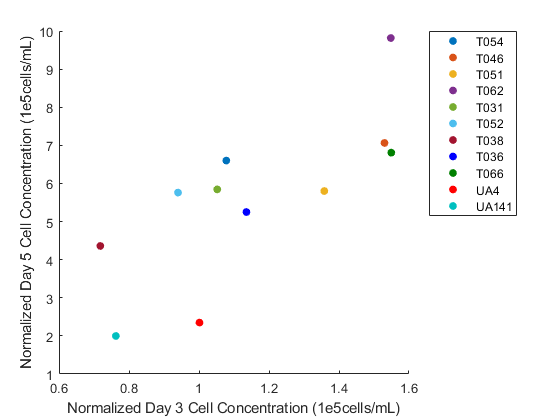 10
9
8
7
6
5
4
3
2
1
0.6 0.8 1 1.2 1.4 1.6
Normalized Day 5 Cell Concentration (1e5cells/mL)
Normalized Day 3 Cell Concentration (1e5cells/mL)
T054
T046
T051
T062
T031
T052
T038
T036
T066
UA4
UA141